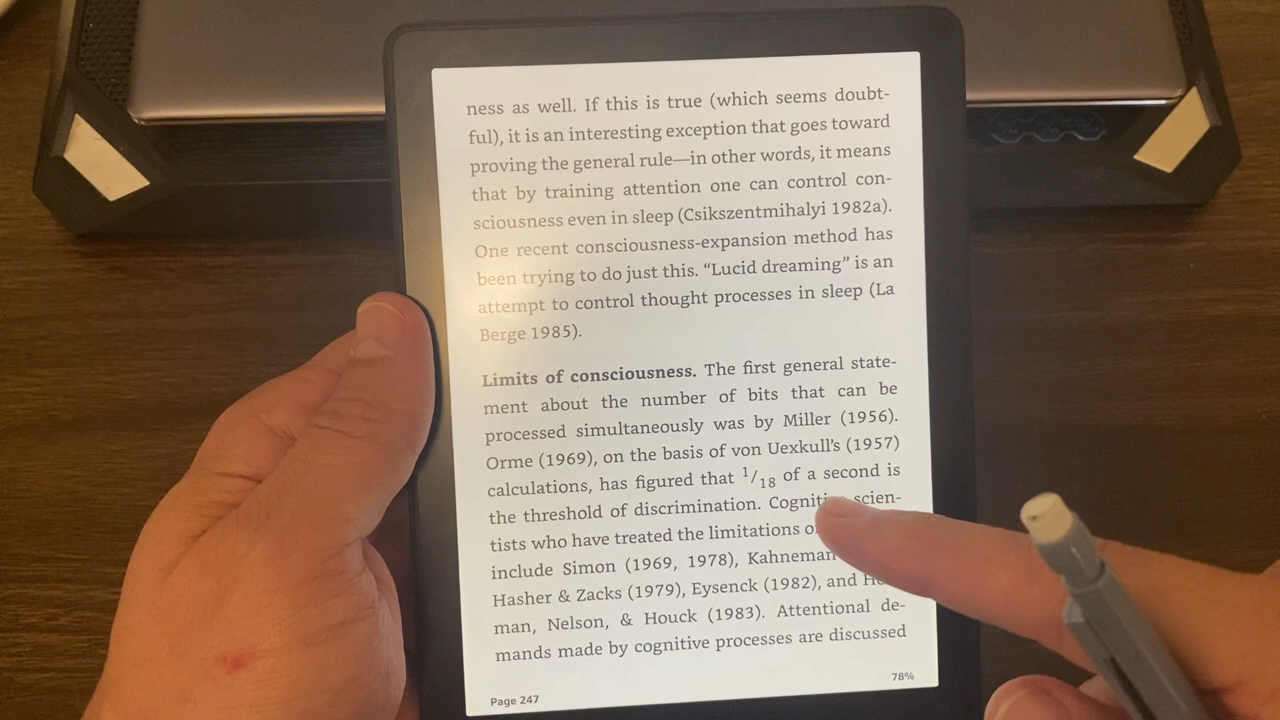 ness as well. If this is true (which seems doubt-
ful), it is an interesting exception that goes toward
proving the general rule—in other words, it means
that by training attention one can control con-
sciousness even in sleep (Csikszentmihalyi 1982a).
One recent consciousness-expansion method has
been trying to do just this. “Lucid dreaming” is an
attempt to control thought processes in sleep (La
Berge 1985).
Limits of consciousness. The first general state-
ment about the number of bits that can be
processed simultaneously was by Miller (1956).
Orme (1969), on the basis of von Uexkull’s (1957)
calculations, has figured that 1/18 of a second is
the threshold of discrimination. scien-
tists who have treated the limitations
include Simon (1969, 1978), Kahneman
Hasher & Zacks (1979), Eysenck (1982), and
man, Nelson, & Houck (1983). Attentional de-
mands made by cognitive processes are discussed
Page 247
78%